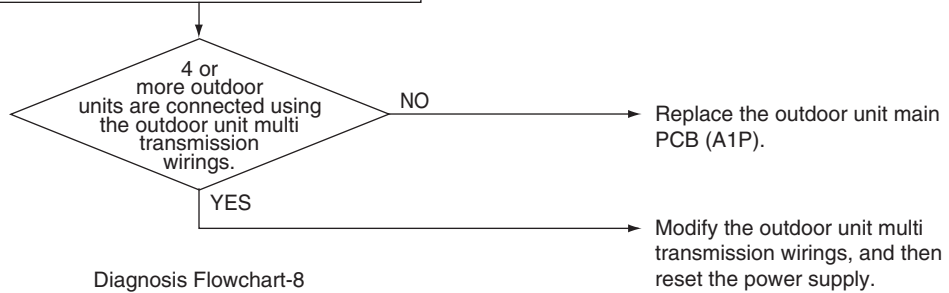 4 or
more outdoor
units are connected using
the outdoor unit multi
transmission
wirings.
NO
Replace the outdoor unit main
PCB (A1P).
YES
Modify the outdoor unit multi
transmission wirings, and then
reset the power supply.
Diagnosis Flowchart-8